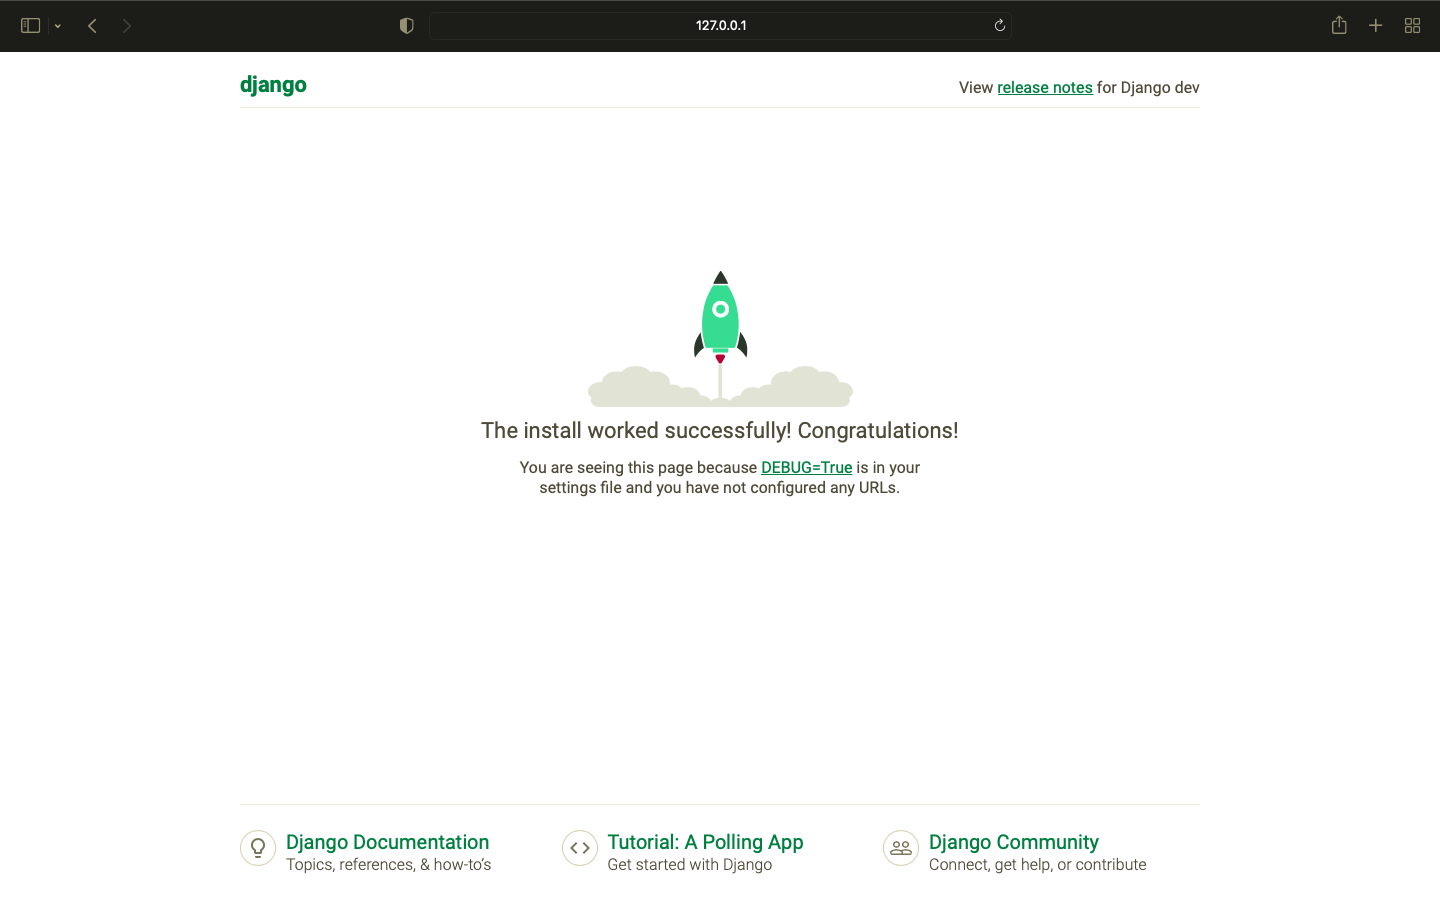 127.0.0.1
django
View release notes for Django dev
The install worked successfully! Congratulations!
You are seeing this page because DEBUG=True is in your
settings file and you have not configured any URLs.
Django Documentation
Topics, references, & how-to’s
Tutorial: A Polling App
Get started with Django
Django Community
Connect, get help, or contribute